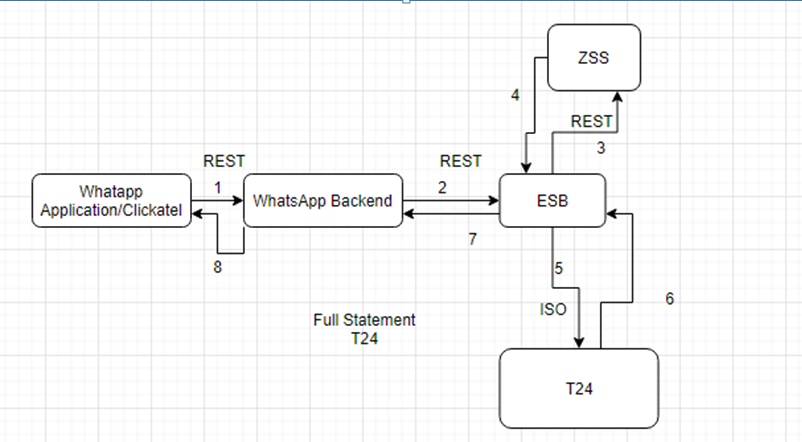 ZSS
4
REST
3
REST
REST
Whatapp
Application/Clickatel
1
WhatsApp Backend
2
ESB
7
8
5
6
ISO
Full Statement
T24
T24